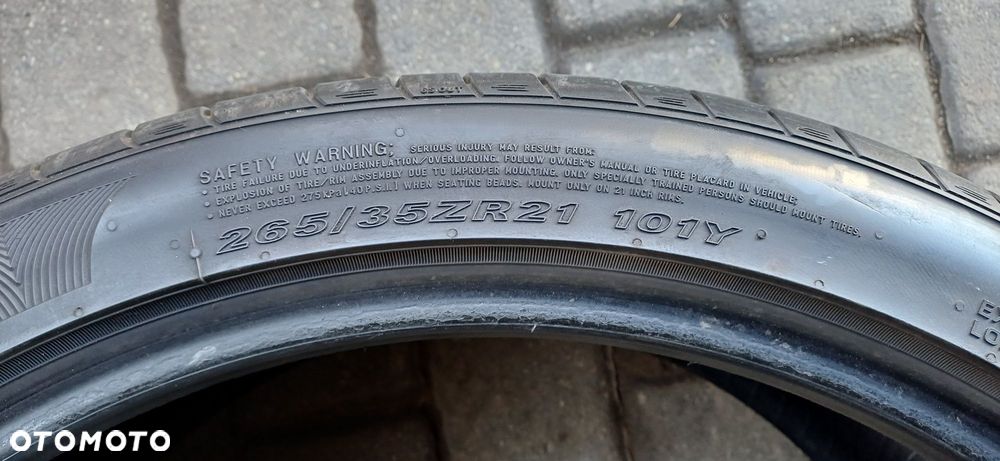 SAFETY WARNING: SERIOUS INJURY MAY RESULT FROM:
• TIRE FAILURE DUE TO UNDERINFLATION/OVERLOADING. FOLLOW OWNER'S MANUAL OR TIRE PLACARD IN VEHICLE:
• EXPLOSION OF TIRE/RIM ASSEMBLY DUE TO IMPROPER MOUNTING. ONLY SPECIALLY TRAINED PERSONS SHOULD MOUNT TIRES.
• NEVER EXCEED 275KPa[40P.S.I.] WHEN SEATING BEADS. MOUNT ONLY ON 21 INCH RIMS.
265/35ZR21 101Y
LO
OTOMOTO